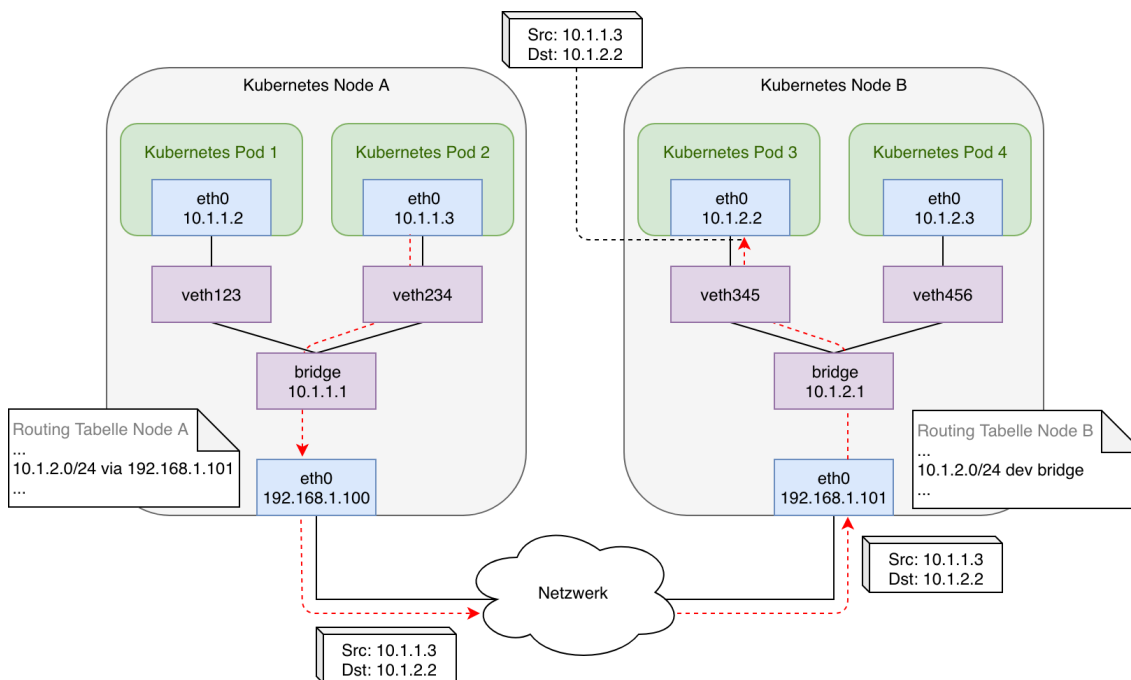 Src: 10.1.1.3
Dst: 10.1.2.2
Kubernetes Node A
Kubernetes Pod 1
eth0
10.1.1.2
Kubernetes Pod 2
eth0
10.1.1.3
veth123
veth234
bridge
10.1.1.1
Routing Tabelle Node A
...
10.1.2.0/24 via 192.168.1.101
...
eth0
192.168.1.100
Kubernetes Node B
Kubernetes Pod 3
eth0
10.1.2.2
Kubernetes Pod 4
eth0
10.1.2.3
veth345
veth456
bridge
10.1.2.1
Routing Tabelle Node B
...
10.1.2.0/24 dev bridge
...
eth0
192.168.1.101
Netzwerk
Src: 10.1.1.3
Dst: 10.1.2.2
Src: 10.1.1.3
Dst: 10.1.2.2